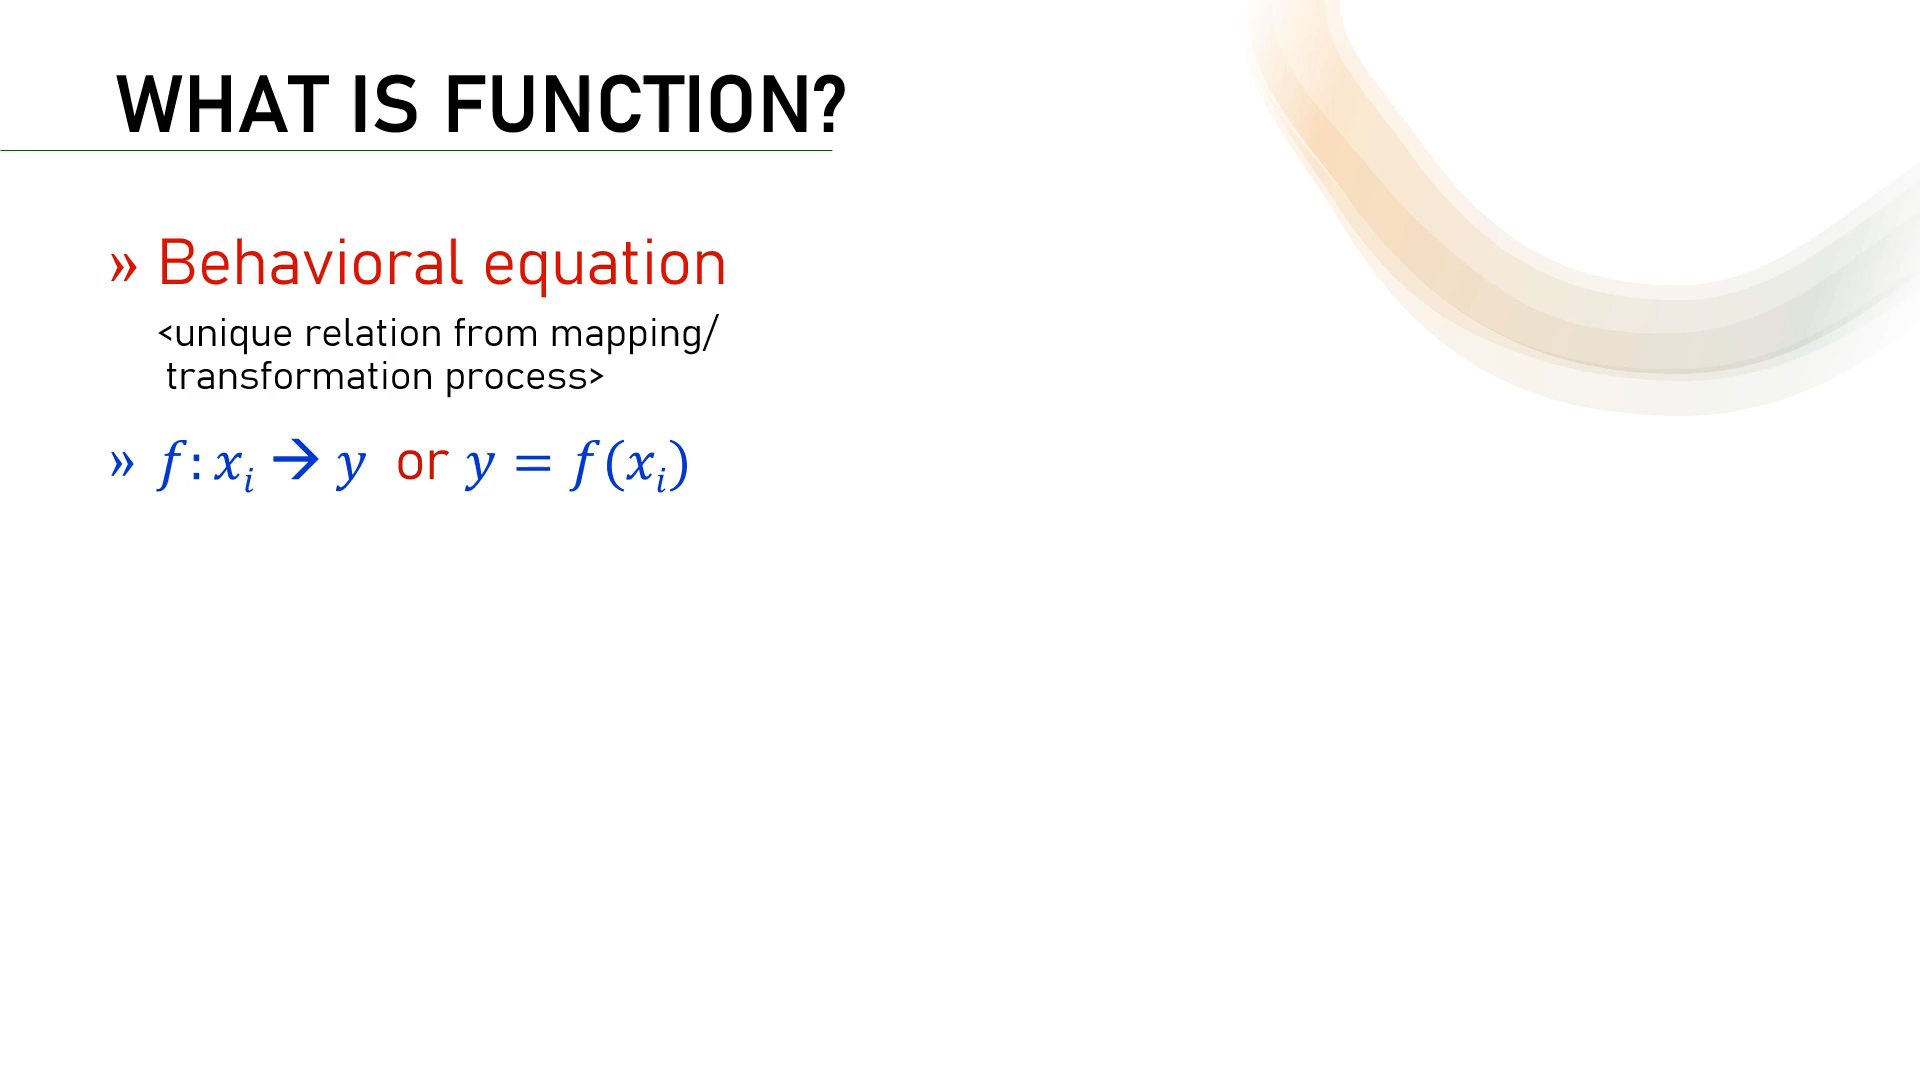 WHAT IS FUNCTION?
» Behavioral equation
<unique relation from mapping/
transformation process>
» f: xᵢ → y or y = f(xᵢ)